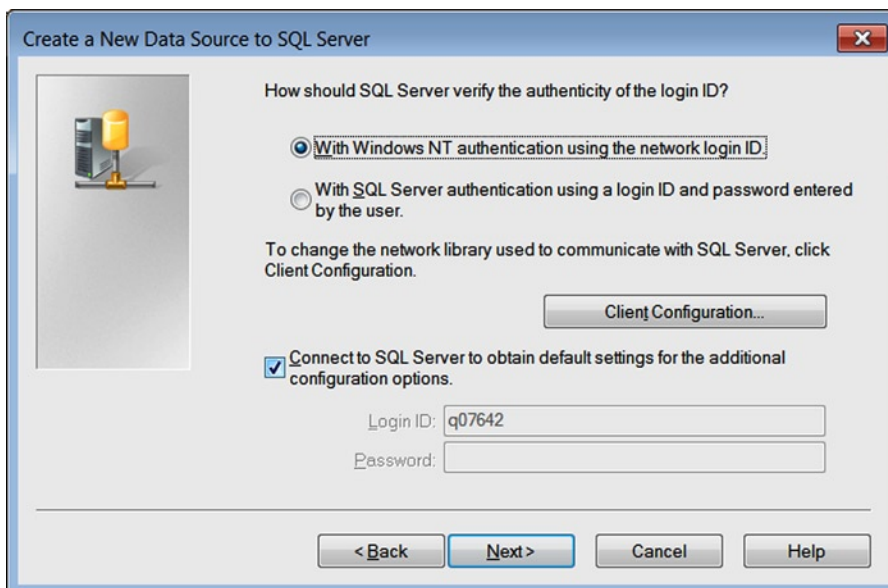 Create a New Data Source to SQL Server
How should SQL Server verify the authenticity of the login ID?
With Windows NT authentication using the network login ID.
With SQL Server authentication using a login ID and password entered
by the user.
To change the network library used to communicate with SQL Server, click
Client Configuration.
Client Configuration...
Connect to SQL Server to obtain default settings for the additional
configuration options.
Login ID: q07642
Password:
< Back Next > Cancel Help